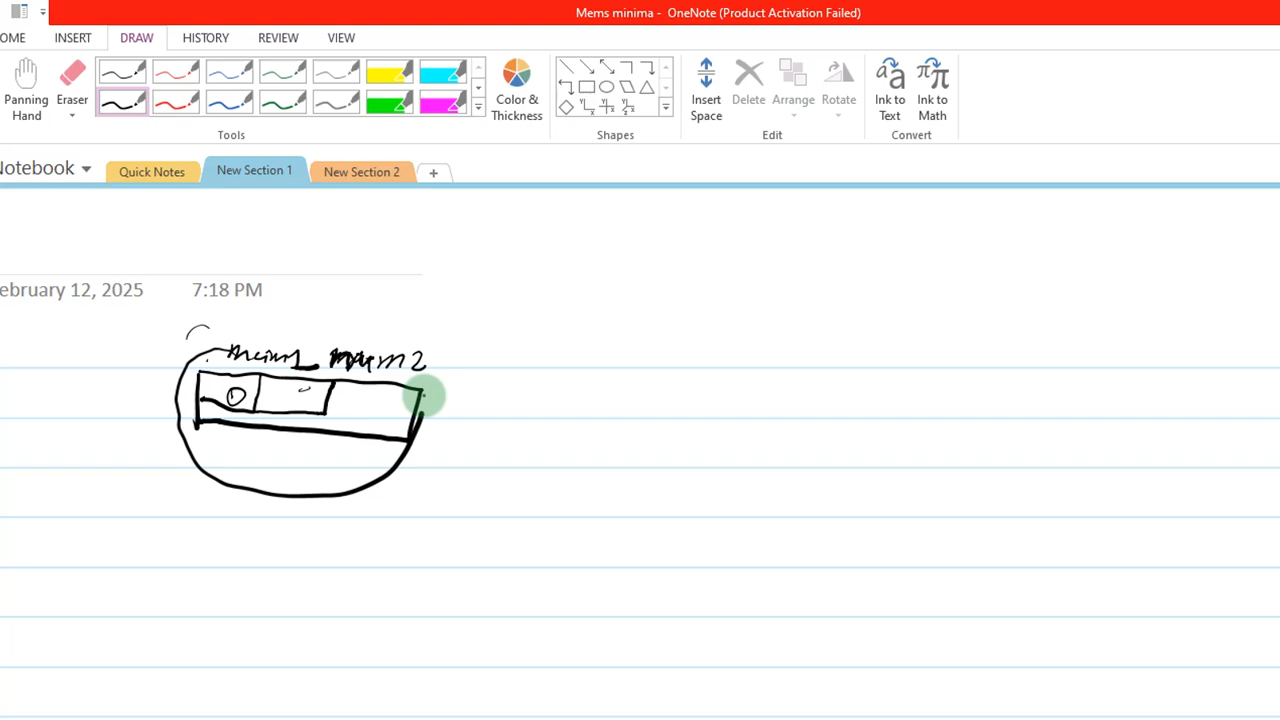 Mems minima - OneNote (Product Activation Failed)
OME INSERT DRAW HISTORY REVIEW VIEW
Panning Hand
Eraser
Color & Thickness
Insert Space
Delete
Arrange
Rotate
Ink to Text
Ink to Math
Tools
Shapes
Edit
Convert
Notebook
Quick Notes
New Section 1
New Section 2
ebruary 12, 2025 7:18 PM